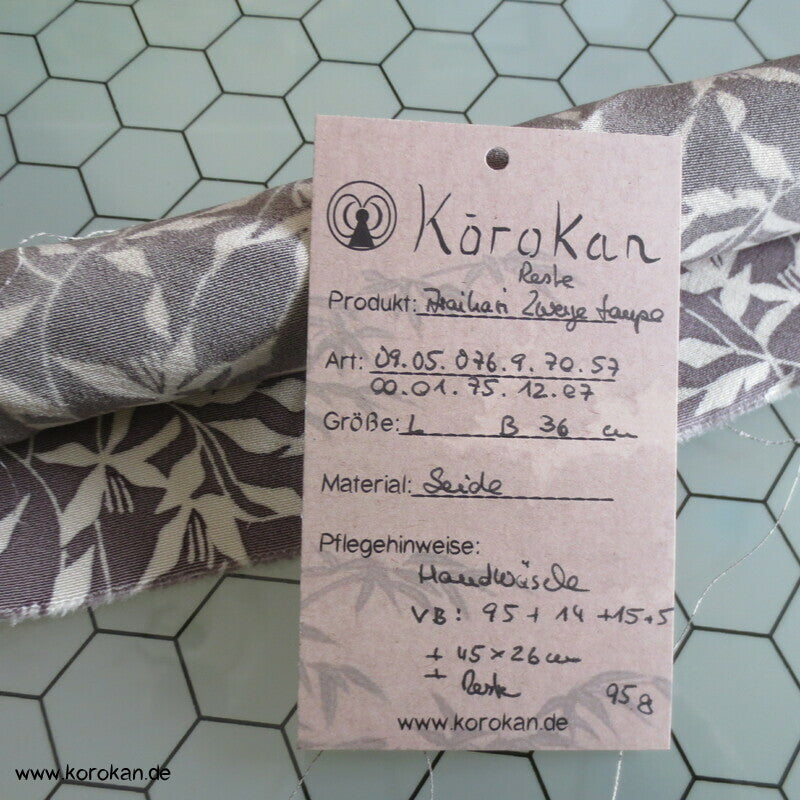 Kōrokan
Reste
Produkt: Zweige taupe
Art: 09.05.076.9.70.57
00.01.75.12.07
Größe: L B 36 cm
Material: Seide
Pflegehinweise:
Handwäsche
VB: 95 + 14 + 15 + 5
+ 45 x 26 cm
+ Reste
95 g
www.korokan.de
www.korokan.de